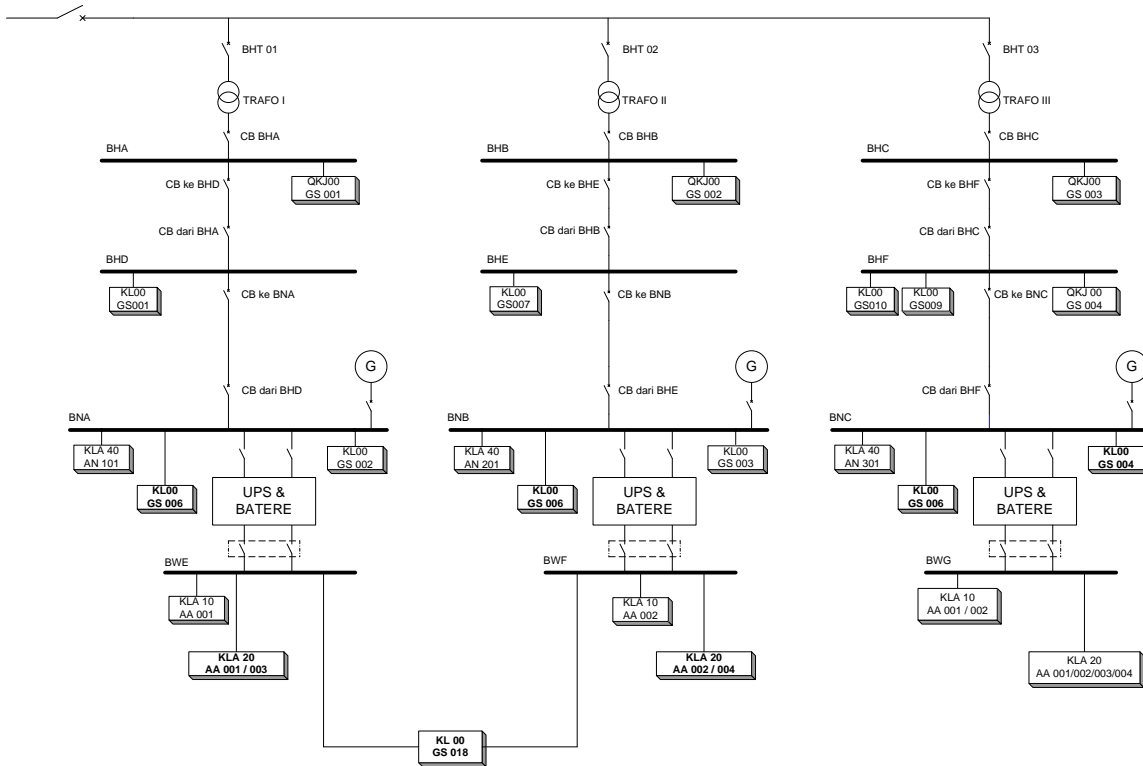 BHT 01
BHT 02
BHT 03
TRAFO I
TRAFO II
TRAFO III
CB BHA
CB BHB
CB BHC
BHA
BHB
BHC
CB ke BHD
QKJ00
GS 001
CB ke BHE
QKJ00
GS 002
CB ke BHF
QKJ00
GS 003
CB dari BHA
CB dari BHB
CB dari BHC
BHD
BHE
BHF
KL00
GS001
CB ke BNA
KL00
GS007
CB ke BNB
KL00
GS010
KL00
GS009
CB ke BNC
QKJ 00
GS 004
G
G
G
CB dari BHD
CB dari BHE
CB dari BHF
BNA
BNB
BNC
KLA 40
AN 101
KL00
GS 002
KLA 40
AN 201
KL00
GS 003
KLA 40
AN 301
KL00
GS 004
KL00
GS 006
UPS &
BATERE
KL00
GS 006
UPS &
BATERE
KL00
GS 006
UPS &
BATERE
BWE
BWF
BWG
KLA 10
AA 001
KLA 10
AA 002
KLA 10
AA 001 / 002
KLA 20
AA 001 / 003
KLA 20
AA 002 / 004
KLA 20
AA 001/002/003/004
KL 00
GS 018